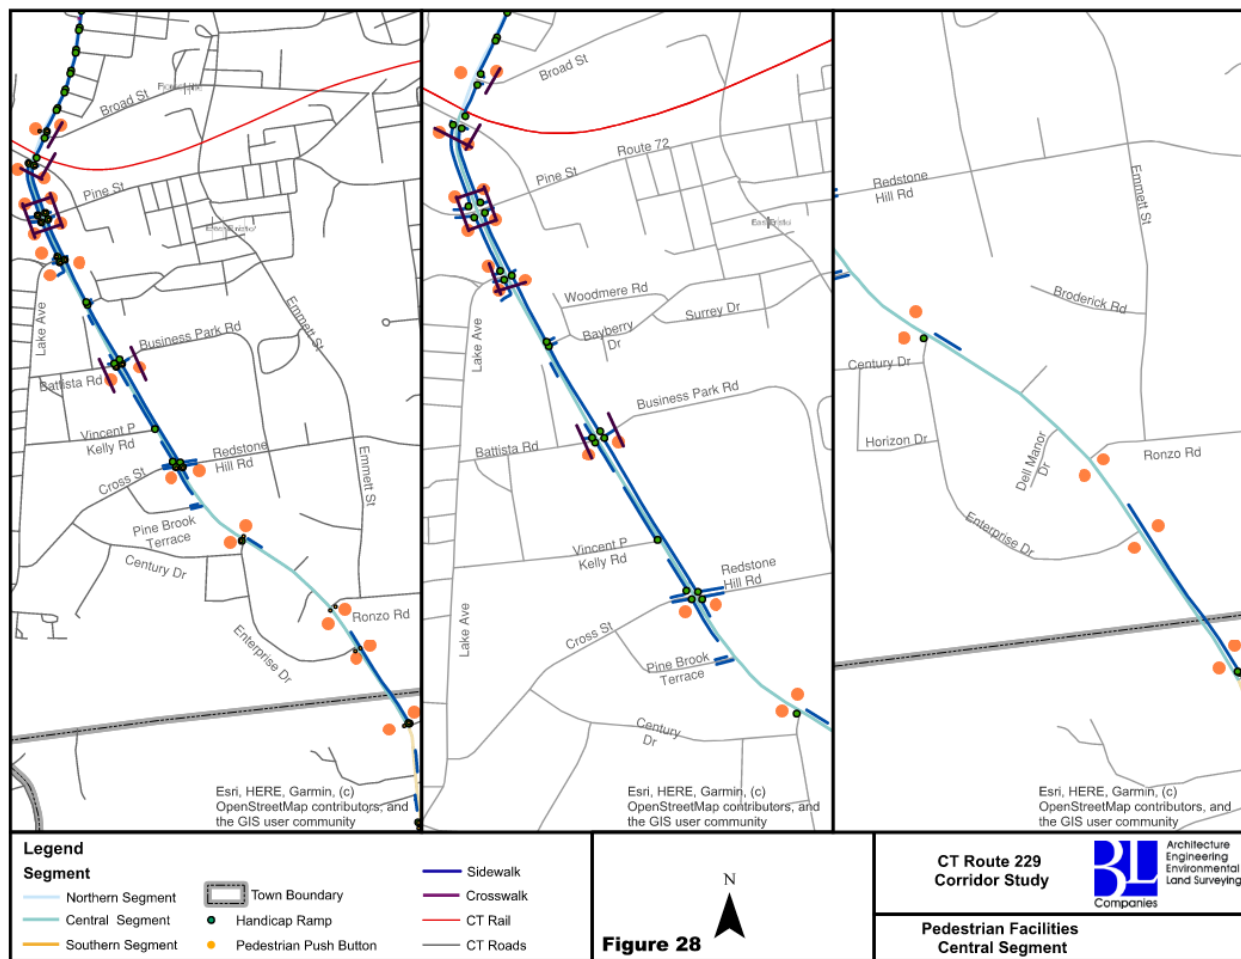 Broad St
Pine St
Lake Ave
Business Park Rd
Battista Rd
Emmett St
Vincent P
Kelly Rd
Redstone
Hill Rd
Cross St
Emmett St
Pine Brook
Terrace
Century Dr
Ronzo Rd
Enterprise Dr
Esri, HERE, Garmin, (c)
OpenStreetMap contributors, and
the GIS user community
Broad St
Route 72
Pine St
Woodmere Rd
Surrey Dr
Bayberry
Dr
Lake Ave
Business Park Rd
Battista Rd
Vincent P
Kelly Rd
Redstone
Hill Rd
Cross St
Lake Ave
Pine Brook
Terrace
Century
Dr
Esri, HERE, Garmin, (c)
OpenStreetMap contributors, and
the GIS user community
Redstone
Hill Rd
Emmett St
Broderick Rd
Century Dr
Horizon Dr
Dell Manor
Dr
Ronzo Rd
Enterprise Dr
Esri, HERE, Garmin, (c)
OpenStreetMap contributors, and
the GIS user community
Legend
Segment
Northern Segment
Central Segment
Southern Segment
Town Boundary
Handicap Ramp
Pedestrian Push Button
Sidewalk
Crosswalk
CT Rail
CT Roads
N
Figure 28
CT Route 229
Corridor Study
BL
Companies
Architecture
Engineering
Environmental
Land Surveying
Pedestrian Facilities
Central Segment